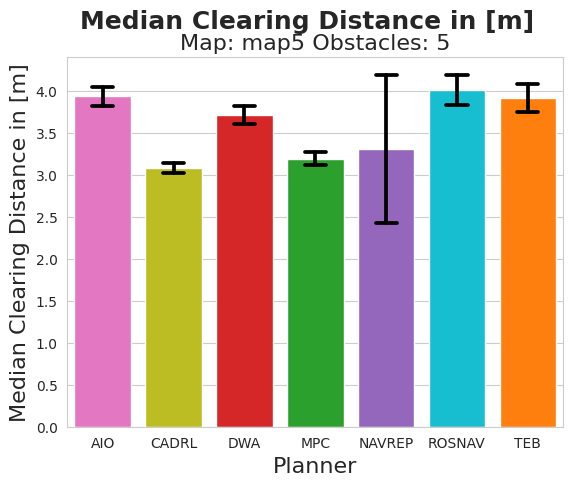 Median Clearing Distance in [m]
Map: map5 Obstacles: 5
Median Clearing Distance in [m]
4.0
3.5
3.0
2.5
2.0
1.5
1.0
0.5
0.0
AIO CADRL DWA MPC NAVREP ROSNAV TEB
Planner